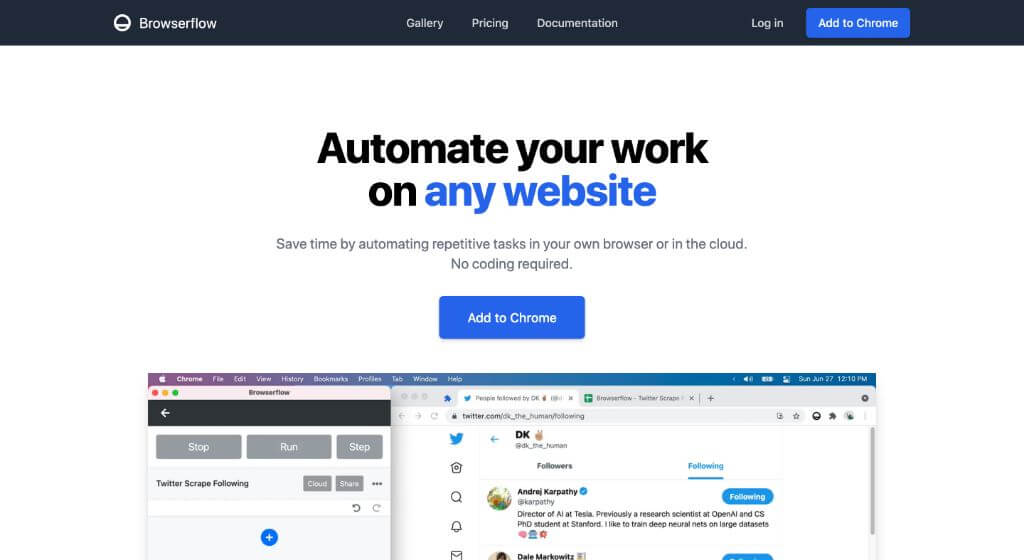 Browserflow
Gallery
Pricing
Documentation
Log in
Add to Chrome
Automate your work
on any website
Save time by automating repetitive tasks in your own browser or in the cloud.
No coding required.
Add to Chrome
Chrome File Edit View History Bookmarks Profiles Tab Window Help
Sun Jun 27 12:10 PM
Browserflow
Stop
Run
Step
Twitter Scrape Following
Cloud
Share
People followed by DK
Browserflow - Twitter Scrape
twitter.com/dk_the_human/following
DK ✌🏽
@dk_the_human
Followers
Following
Andrej Karpathy
@karpathy
Following
Director of AI at Tesla. Previously a research scientist at OpenAI and CS
PhD student at Stanford. I like to train deep neural nets on large datasets
Dale Markowitz